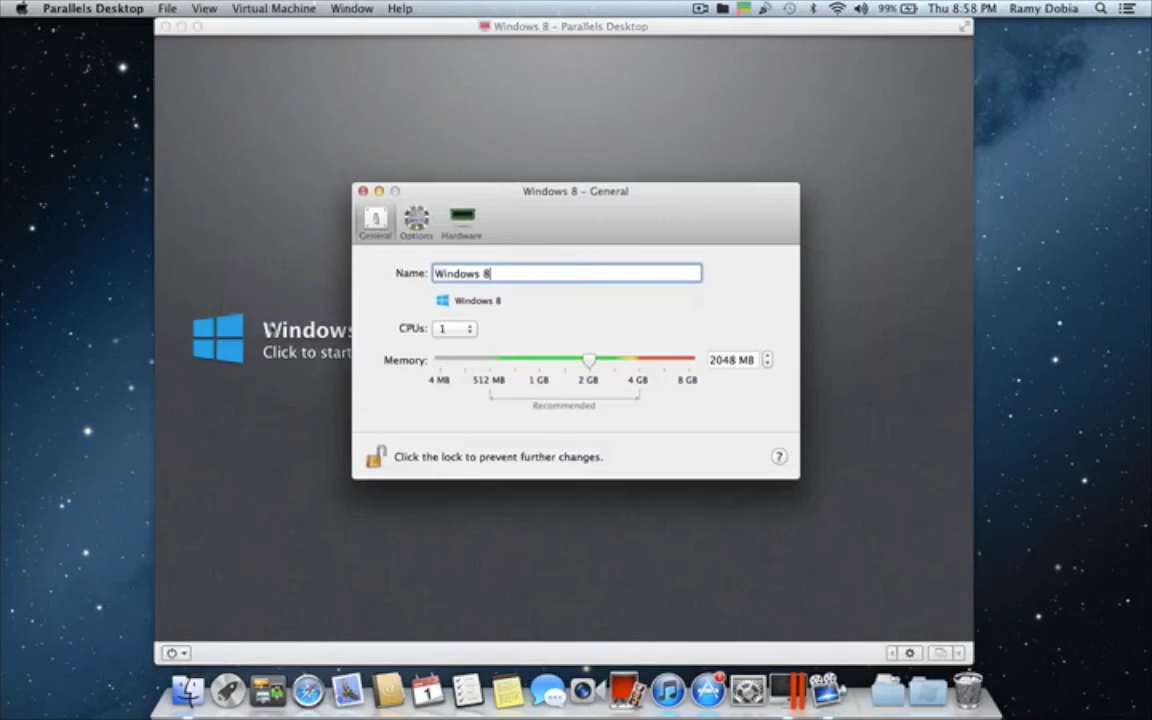 Parallels Desktop File View Virtual Machine Window Help 99% Thu 8:58 PM Ramy Dobia
Windows 8 – Parallels Desktop
Windows 8 – General
General Options Hardware
Name: Windows 8
Windows 8
CPUs: 1
Windows
Click to start
Memory: 2048 MB
4 MB 512 MB 1 GB 2 GB 4 GB 8 GB
Recommended
Click the lock to prevent further changes. ?
1